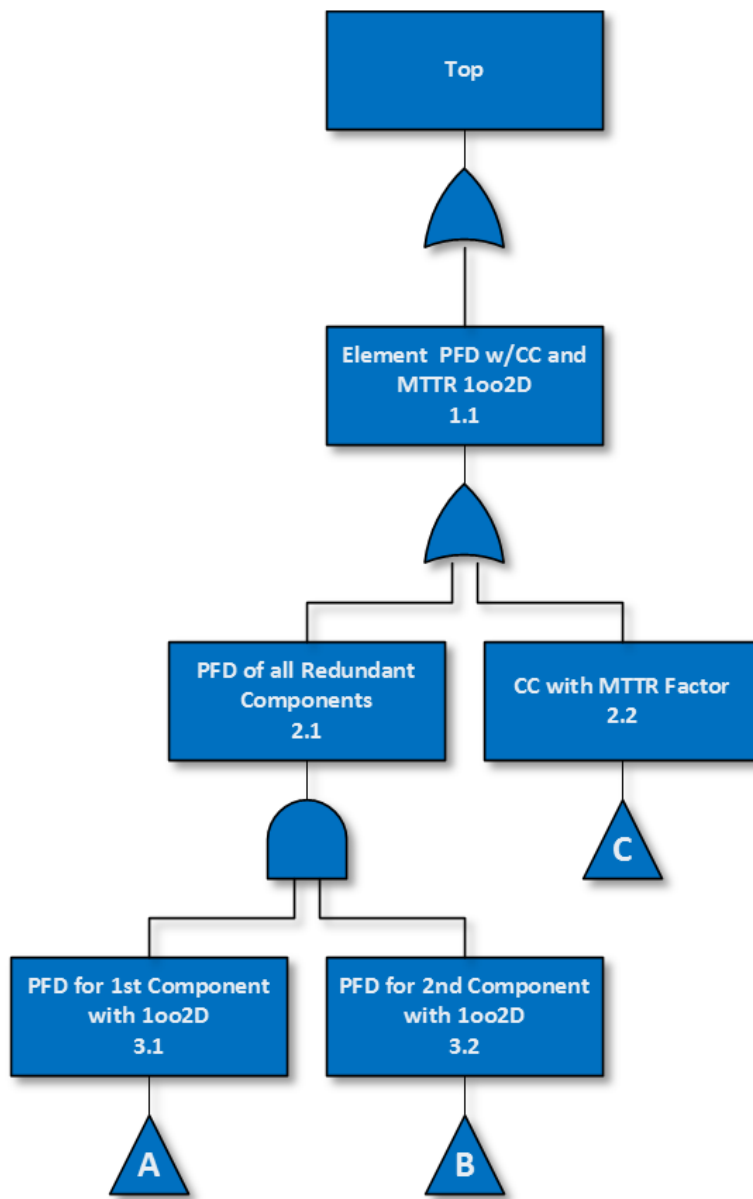 Top
Element  PFD w/CC and
MTTR 1oo2D
1.1
PFD of all Redundant
Components
2.1
CC with MTTR Factor
2.2
C
PFD for 1st Component
with 1oo2D
3.1
PFD for 2nd Component
with 1oo2D
3.2
A
B